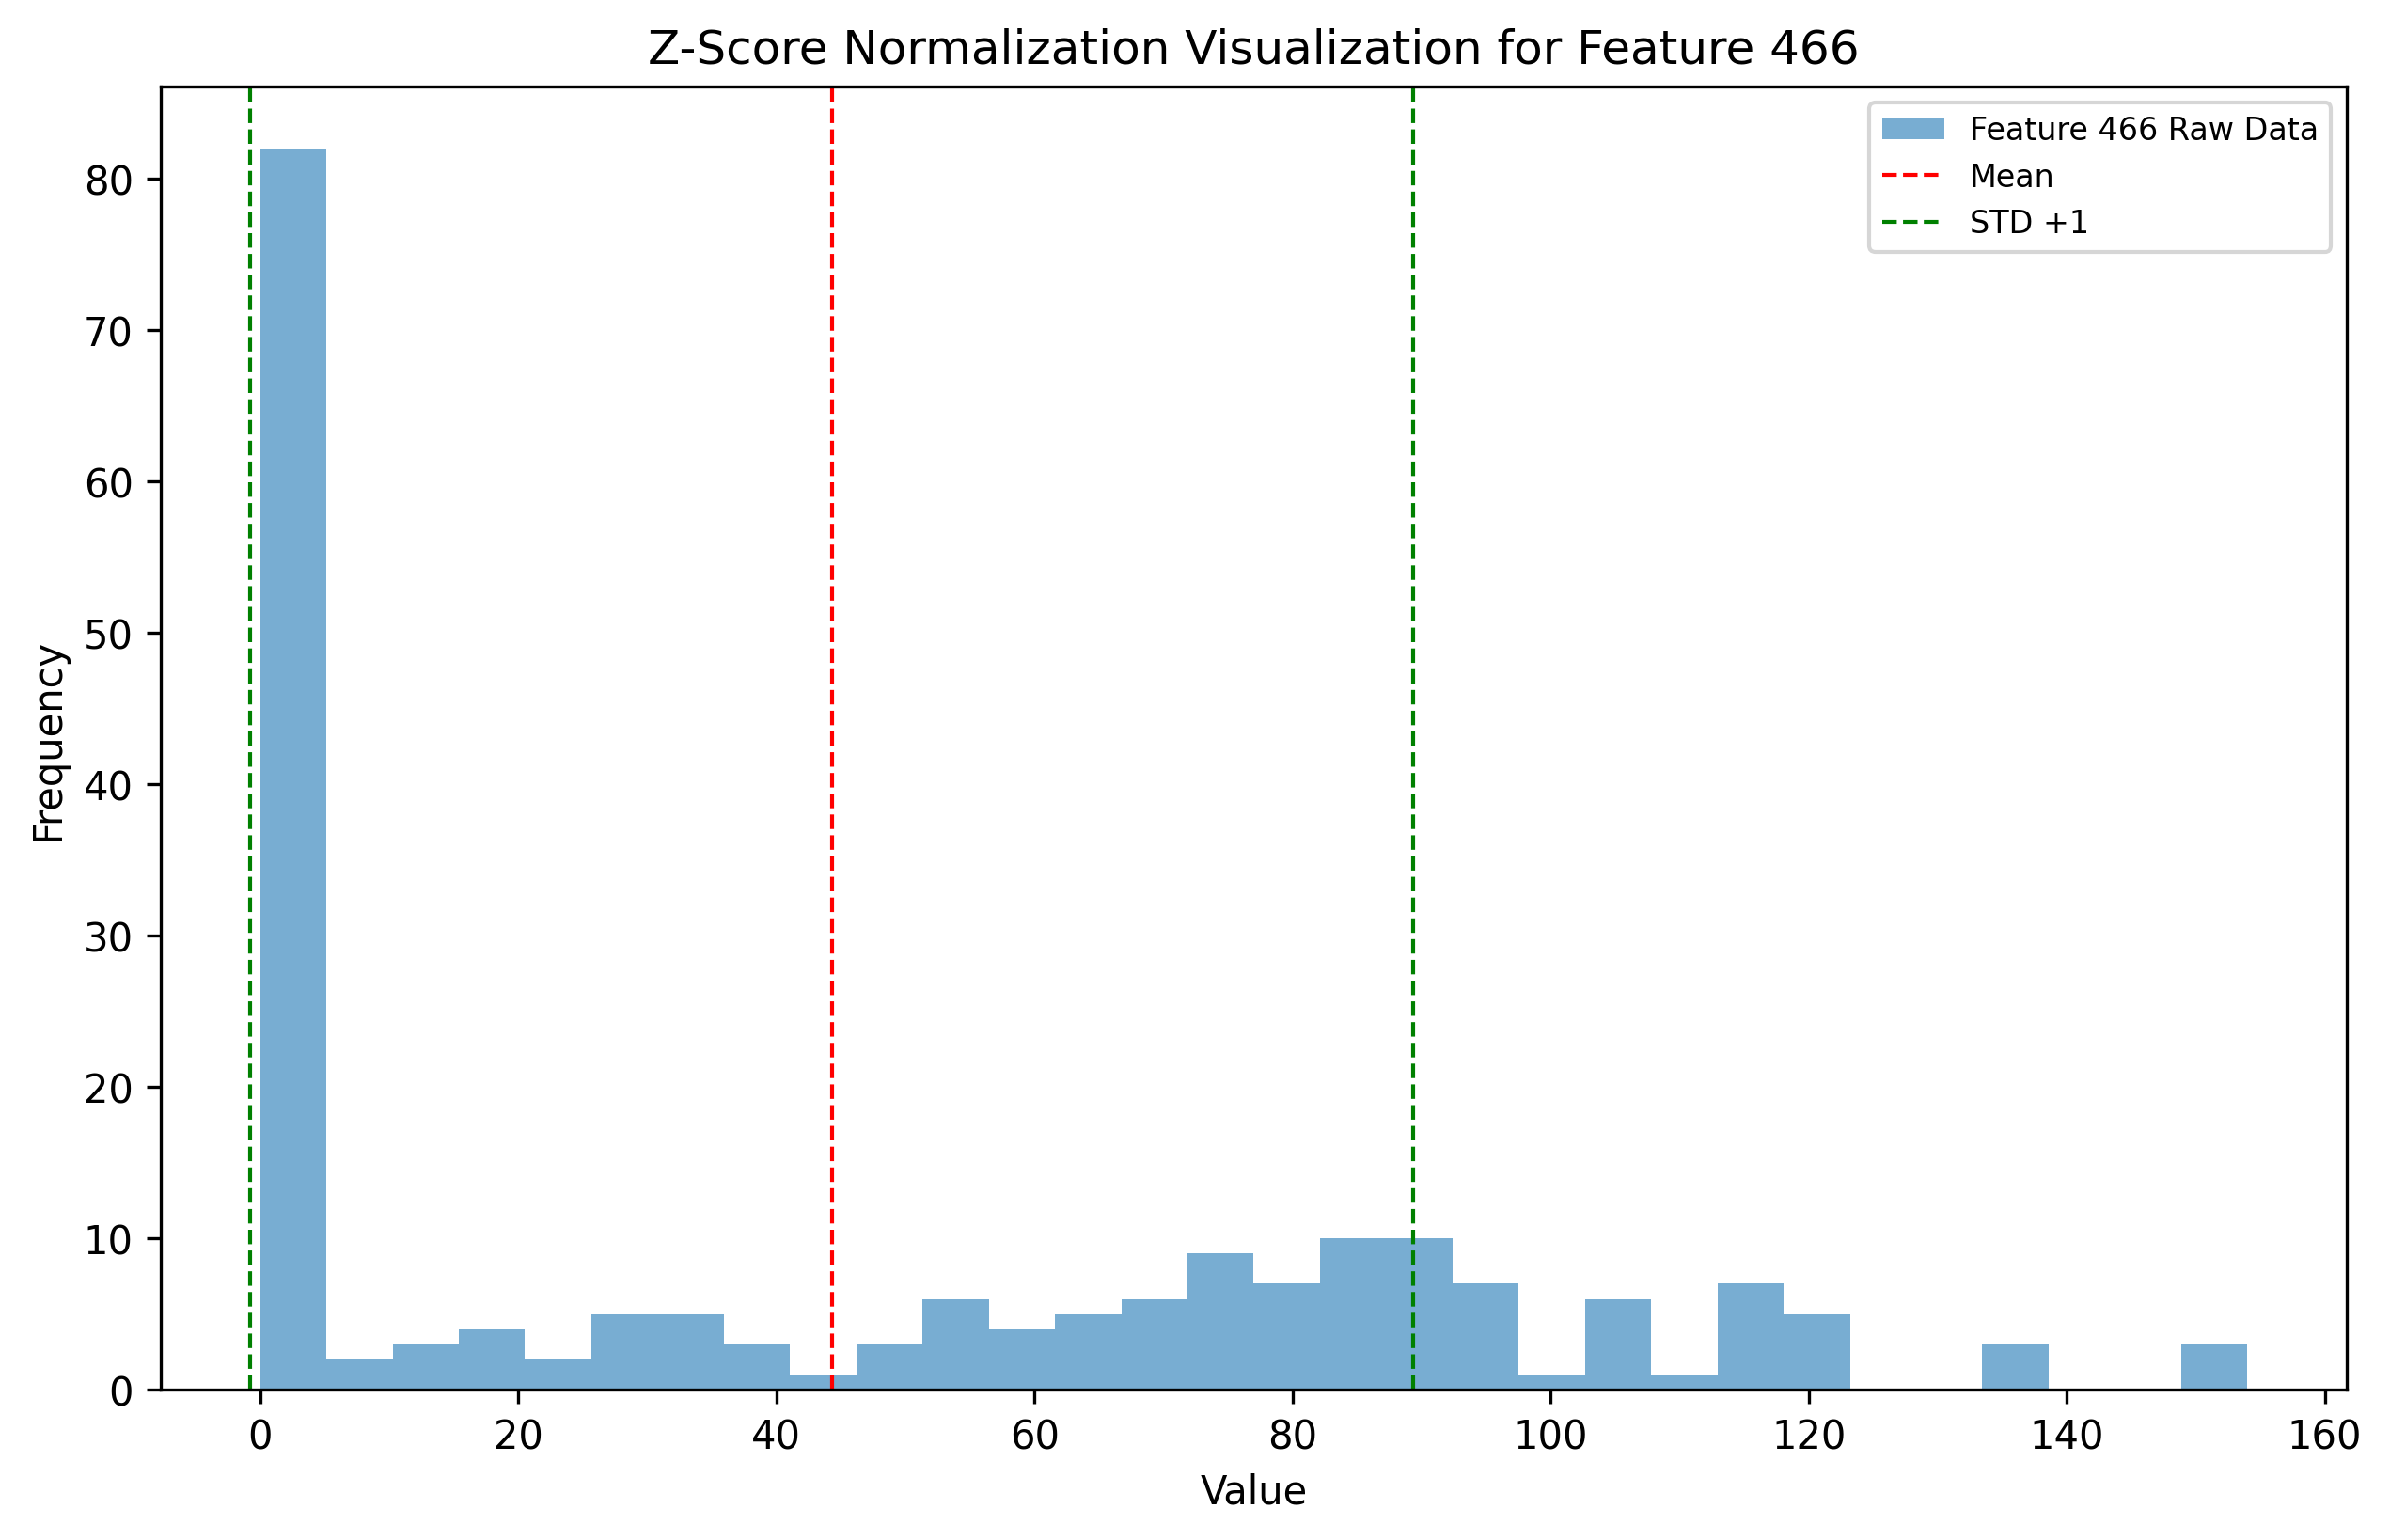 Z-Score Normalization Visualization for Feature 466
Feature 466 Raw Data
Mean
STD +1
80
70
60
50
40
30
20
10
0
Frequency
0 20 40 60 80 100 120 140 160
Value